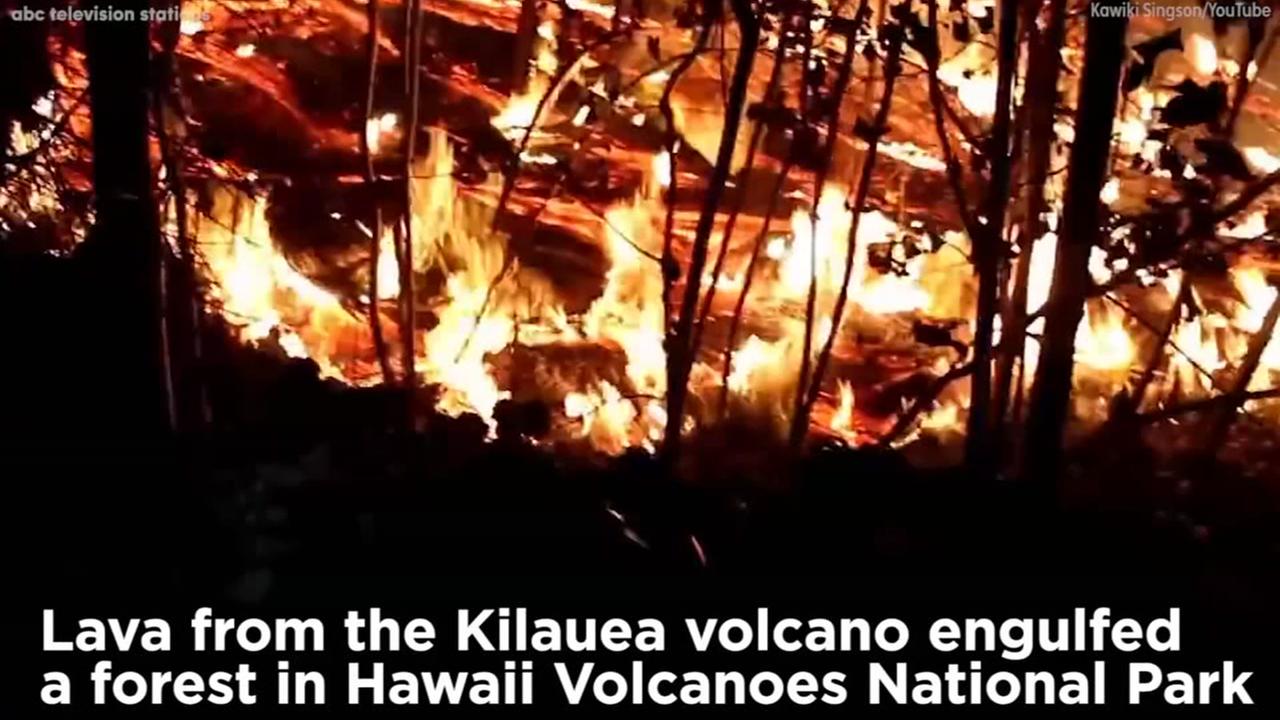 abc television stations
Kawiki Singson/YouTube
Lava from the Kilauea volcano engulfed
a forest in Hawaii Volcanoes National Park